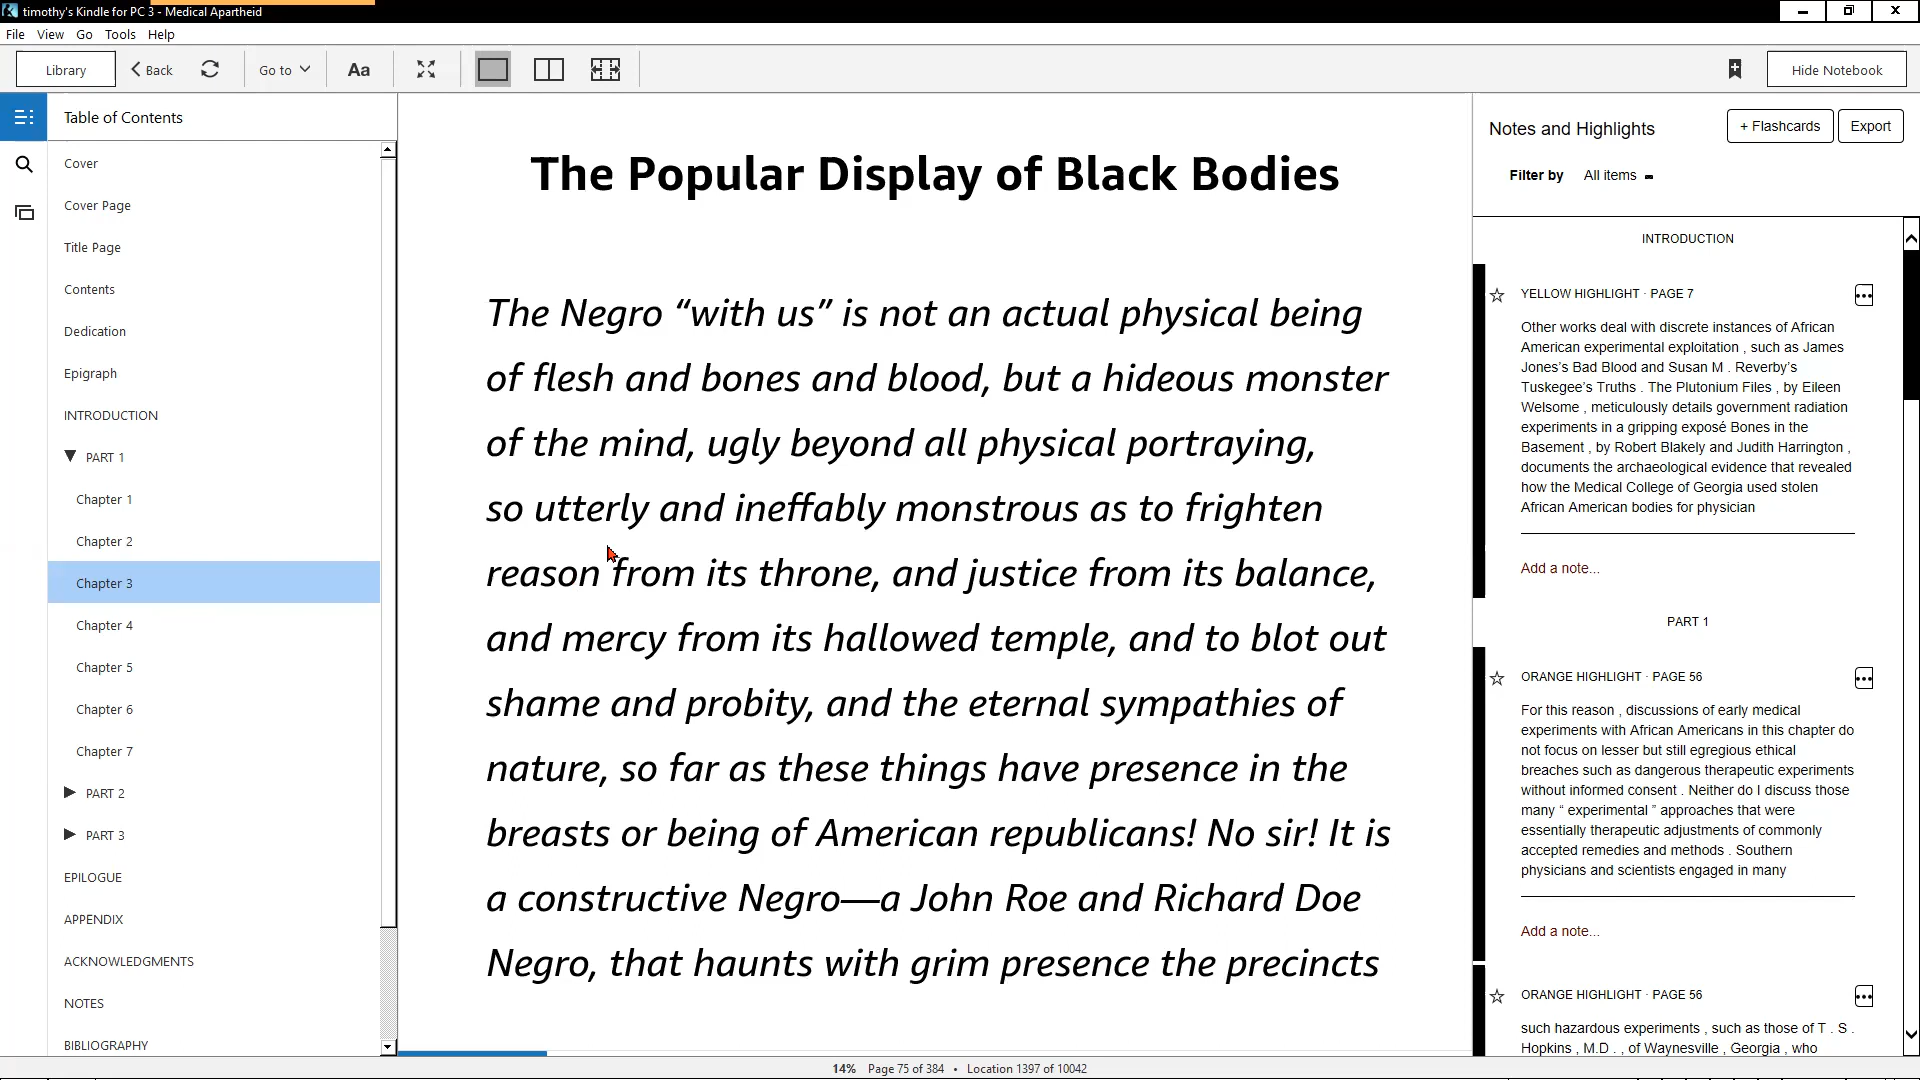 timothy's Kindle for PC 3 - Medical Apartheid
File View Go Tools Help
Library Back Go to Aa Hide Notebook
Table of Contents
Cover
Cover Page
Title Page
Contents
Dedication
Epigraph
INTRODUCTION
PART 1
Chapter 1
Chapter 2
Chapter 3
Chapter 4
Chapter 5
Chapter 6
Chapter 7
PART 2
PART 3
EPILOGUE
APPENDIX
ACKNOWLEDGMENTS
NOTES
BIBLIOGRAPHY
The Popular Display of Black Bodies
The Negro “with us” is not an actual physical being
of flesh and bones and blood, but a hideous monster
of the mind, ugly beyond all physical portraying,
so utterly and ineffably monstrous as to frighten
reason from its throne, and justice from its balance,
and mercy from its hallowed temple, and to blot out
shame and probity, and the eternal sympathies of
nature, so far as these things have presence in the
breasts or being of American republicans! No sir! It is
a constructive Negro—a John Roe and Richard Doe
Negro, that haunts with grim presence the precincts
Notes and Highlights + Flashcards Export
Filter by All items
INTRODUCTION
YELLOW HIGHLIGHT · PAGE 7
Other works deal with discrete instances of African
American experimental exploitation , such as James
Jones’s Bad Blood and Susan M . Reverby’s
Tuskegee’s Truths . The Plutonium Files , by Eileen
Welsome , meticulously details government radiation
experiments in a gripping exposé Bones in the
Basement , by Robert Blakely and Judith Harrington ,
documents the archaeological evidence that revealed
how the Medical College of Georgia used stolen
African American bodies for physician
Add a note...
PART 1
ORANGE HIGHLIGHT · PAGE 56
For this reason , discussions of early medical
experiments with African Americans in this chapter do
not focus on lesser but still egregious ethical
breaches such as dangerous therapeutic experiments
without informed consent . Neither do I discuss those
many “ experimental ” approaches that were
essentially therapeutic adjustments of commonly
accepted remedies and methods . Southern
physicians and scientists engaged in many
Add a note...
ORANGE HIGHLIGHT · PAGE 56
such hazardous experiments , such as those of T . S .
Hopkins , M.D . , of Waynesville , Georgia , who
14% Page 75 of 384 • Location 1397 of 10042